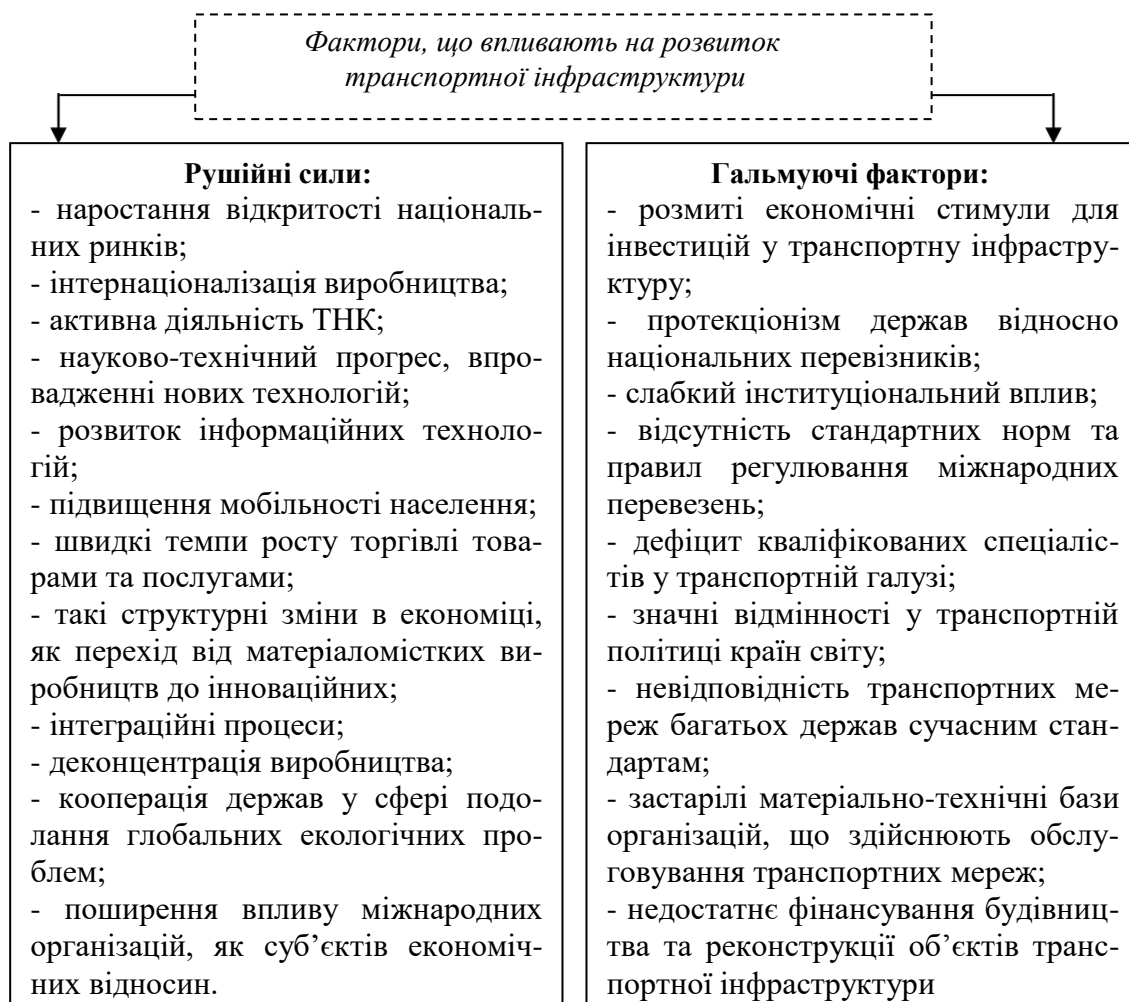 Фактори, що впливають на розвиток
транспортної інфраструктури
Рушійні сили:
- наростання відкритості національ-
них ринків;
- інтернаціоналізація виробництва;
- активна діяльність ТНК;
- науково-технічний прогрес, впро-
вадженні нових технологій;
- розвиток інформаційних техноло-
гій;
- підвищення мобільності населення;
- швидкі темпи росту торгівлі това-
рами та послугами;
- такі структурні зміни в економіці,
як перехід від матеріаломістких ви-
робництв до інноваційних;
- інтеграційні процеси;
- деконцентрація виробництва;
- кооперація держав у сфері подо-
лання глобальних екологічних про-
блем;
- поширення впливу міжнародних
організацій, як суб’єктів економіч-
них відносин.
Гальмуючі фактори:
- розмиті економічні стимули для
інвестицій у транспортну інфрастру-
ктуру;
- протекціонізм держав відносно
національних перевізників;
- слабкий інституціональний вплив;
- відсутність стандартних норм та
правил регулювання міжнародних
перевезень;
- дефіцит кваліфікованих спеціаліс-
тів у транспортній галузі;
- значні відмінності у транспортній
політиці країн світу;
- невідповідність транспортних ме-
реж багатьох держав сучасним стан-
дартам;
- застарілі матеріально-технічні бази
організацій, що здійснюють обслу-
говування транспортних мереж;
- недостатнє фінансування будівниц-
тва та реконструкції об’єктів транс-
портної інфраструктури